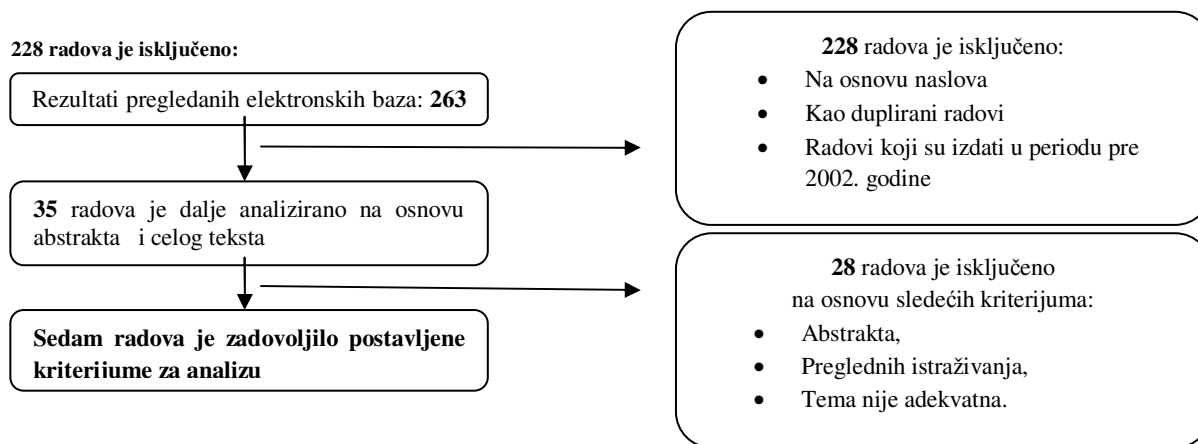 228 radova je isključeno:
Rezultati pregledanih elektronskih baza: 263
35 radova je dalje analizirano na osnovu
abstrakta i celog teksta
Sedam radova je zadovoljilo postavljene
kriterijume za analizu
228 radova je isključeno:
• Na osnovu naslova
• Kao duplirani radovi
• Radovi koji su izdati u periodu pre
2002. godine
28 radova je isključeno
na osnovu sledećih kriterijuma:
• Abstrakta,
• Preglednih istraživanja,
• Tema nije adekvatna.